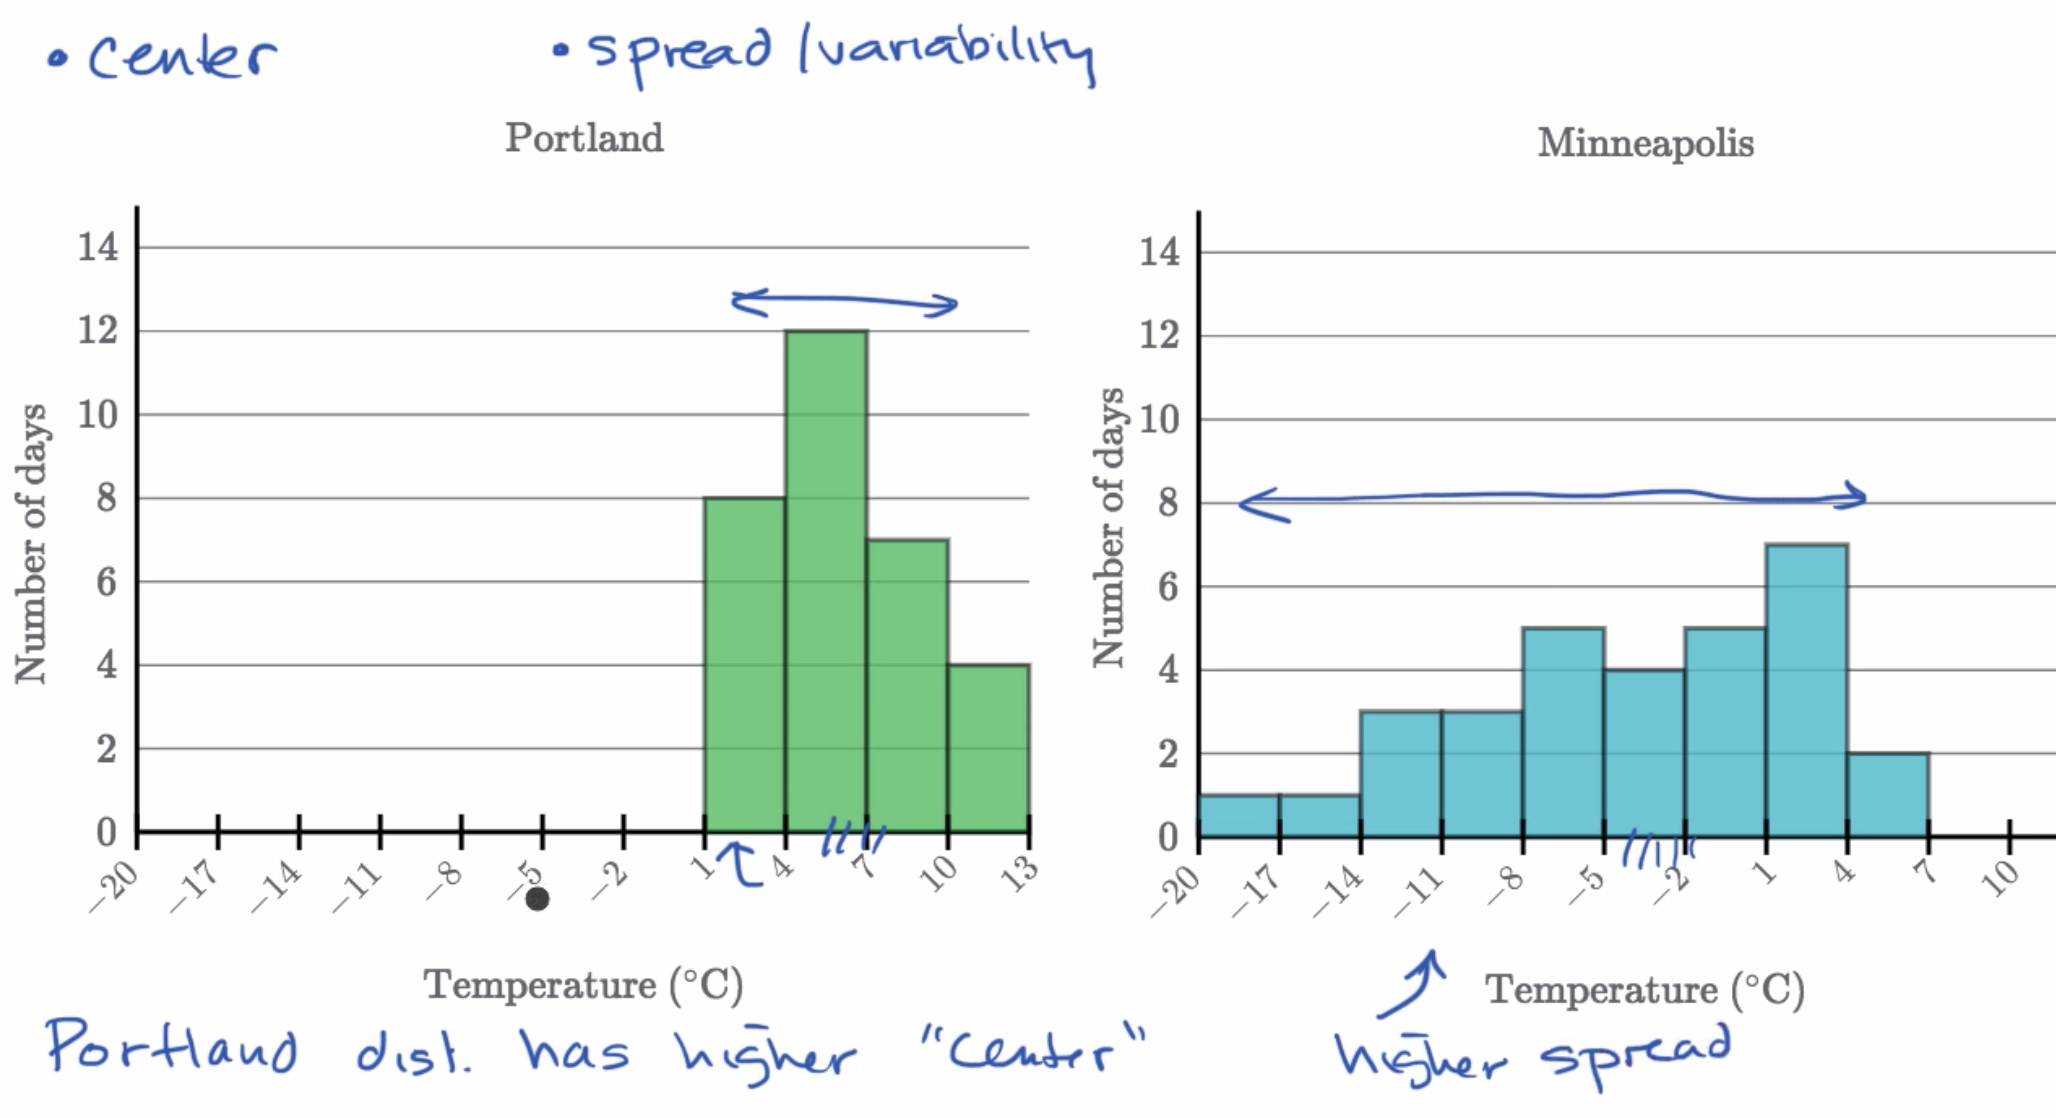 • center • spread / variability
Portland Minneapolis
14 14
12 12
10 10
8 8
6 6
4 4
2 2
0 0
Number of days Number of days
−20 −17 −14 −11 −8 −5 −2 1 4 7 10 13 −20 −17 −14 −11 −8 −5 −2 1 4 7 10
Temperature (°C) Temperature (°C)
Portland dist. has higher "center" higher spread